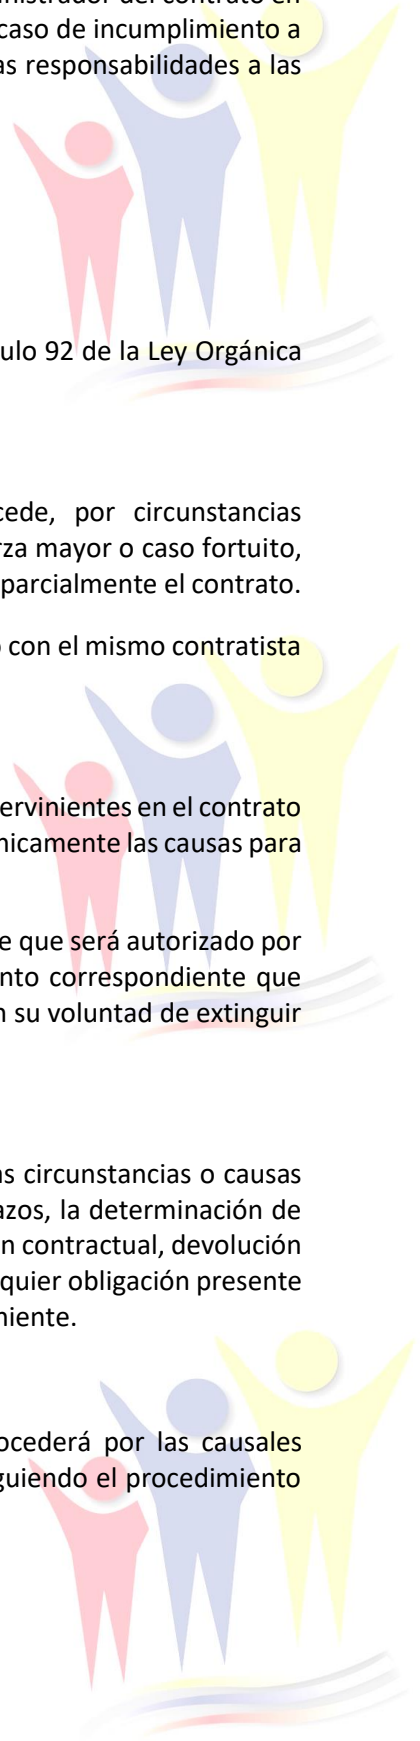 nistrador del contrato en
caso de incumplimiento a
as responsabilidades a las
ulo 92 de la Ley Orgánica
cede, por circunstancias
rza mayor o caso fortuito,
parcialmente el contrato.
con el mismo contratista
ervinientes en el contrato
nicamente las causas para
e que será autorizado por
nto correspondiente que
n su voluntad de extinguir
as circunstancias o causas
azos, la determinación de
n contractual, devolución
quier obligación presente
niente.
ocederá por las causales
guiendo el procedimiento